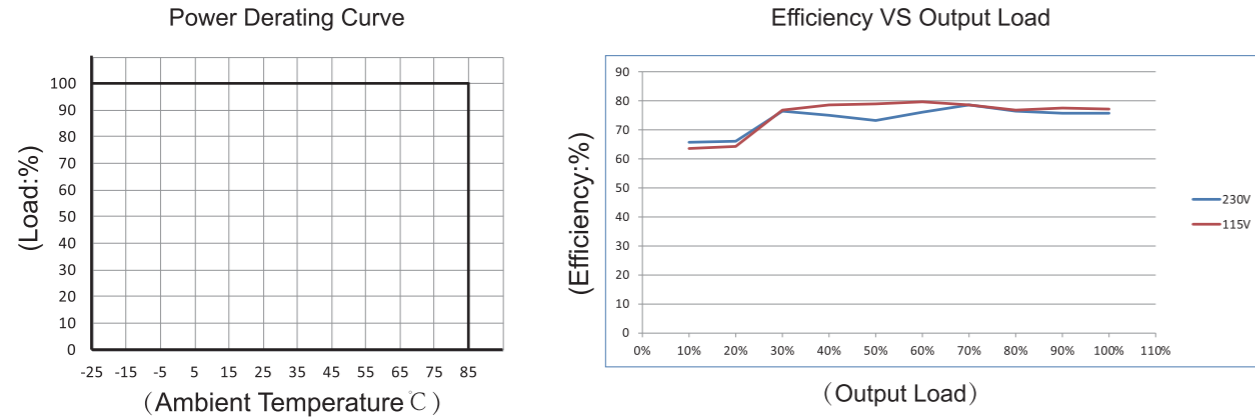 Power Derating Curve
100
90
80
70
60
50
40
30
20
10
0
(Load:%)
-25 -15 -5 5 15 25 35 45 55 65 75 85
（Ambient Temperature℃）
Efficiency VS Output Load
90
80
70
60
50
40
30
20
10
0
(Efficiency:%)
0% 10% 20% 30% 40% 50% 60% 70% 80% 90% 100% 110%
（Output Load）
230V
115V